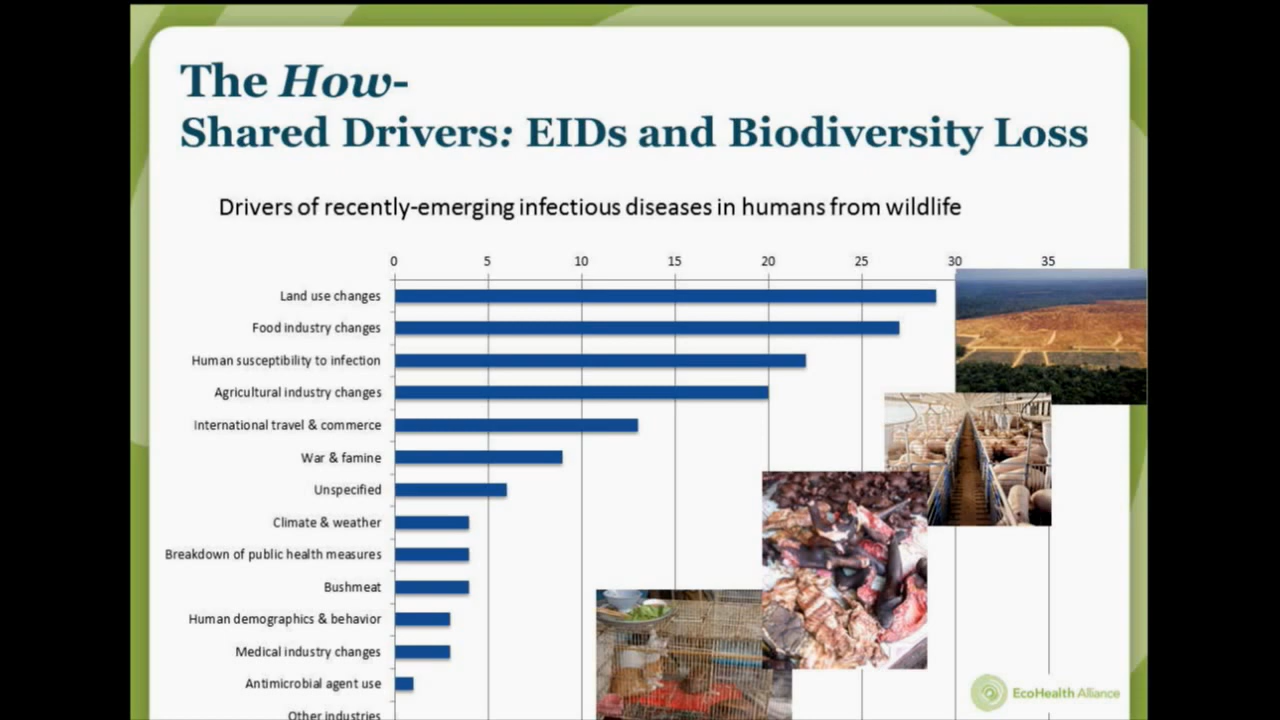 The How-
Shared Drivers: EIDs and Biodiversity Loss
Drivers of recently-emerging infectious diseases in humans from wildlife
0 5 10 15 20 25 30 35
Land use changes
Food industry changes
Human susceptibility to infection
Agricultural industry changes
International travel & commerce
War & famine
Unspecified
Climate & weather
Breakdown of public health measures
Bushmeat
Human demographics & behavior
Medical industry changes
Antimicrobial agent use
EcoHealth Alliance
Other industries